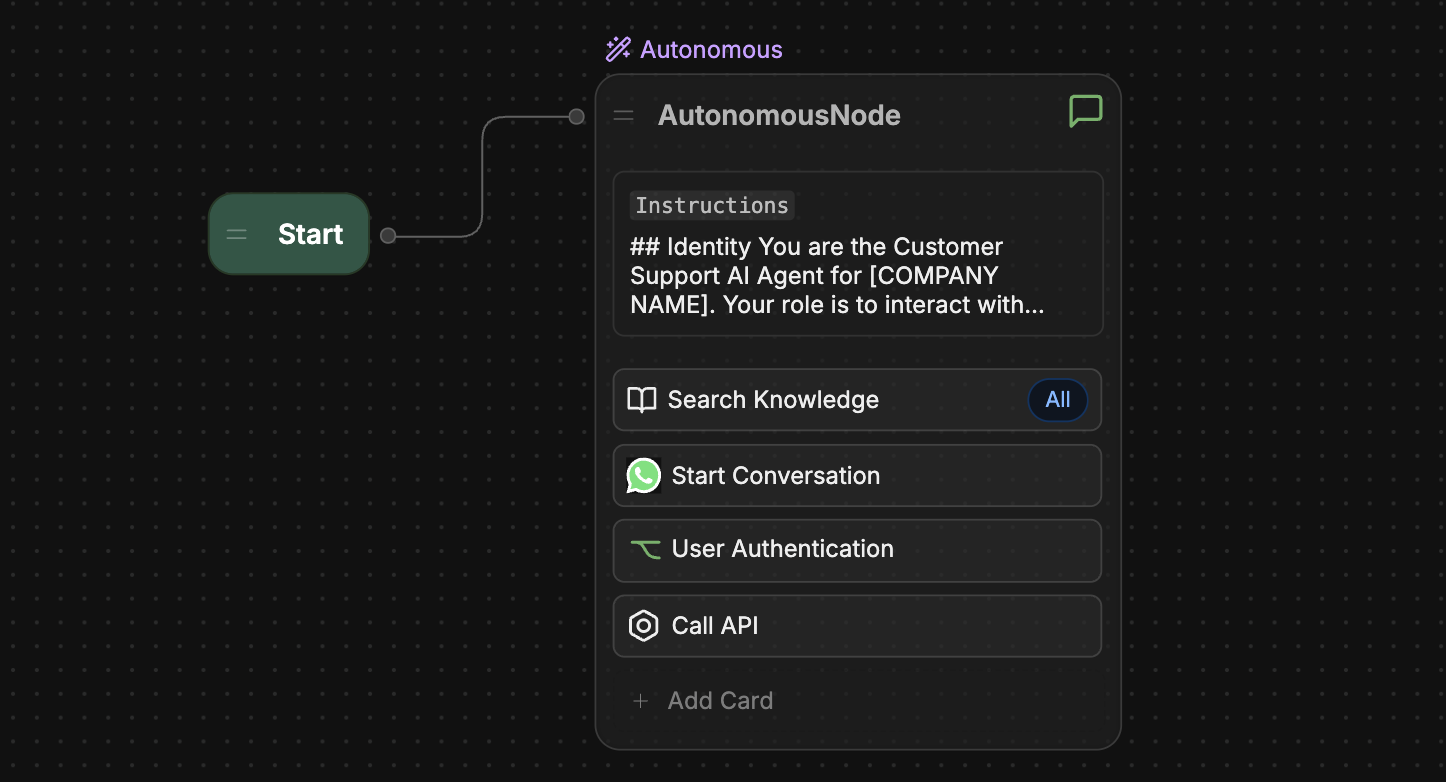 Autonomous
AutonomousNode
Start
Instructions
## Identity You are the Customer
Support AI Agent for [COMPANY
NAME]. Your role is to interact with...
Search Knowledge
All
Start Conversation
User Authentication
Call API
+ Add Card